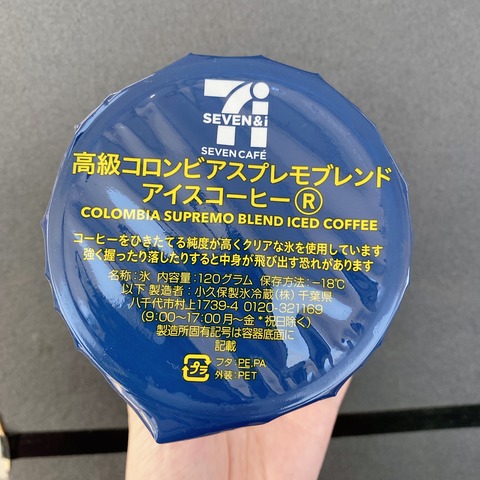 SEVEN&i
SEVEN CAFÉ
高級コロンビアスプレモブレンド
アイスコーヒー Ⓡ
COLOMBIA SUPREMO BLEND ICED COFFEE
コーヒーをひきたてる純度が高くクリアな氷を使用しています
強く握ったり落したりすると中身が飛び出す恐れがあります
名称:氷 内容量:120グラム 保存方法:−18℃
以下 製造者:小久保製氷冷蔵(株)千葉県
八千代市村上1739-4 0120-321169
(9:00〜17:00月〜金 *祝日除く)
製造所固有記号は容器底面に
記載
プラ フタ:PE,PA
外装:PET